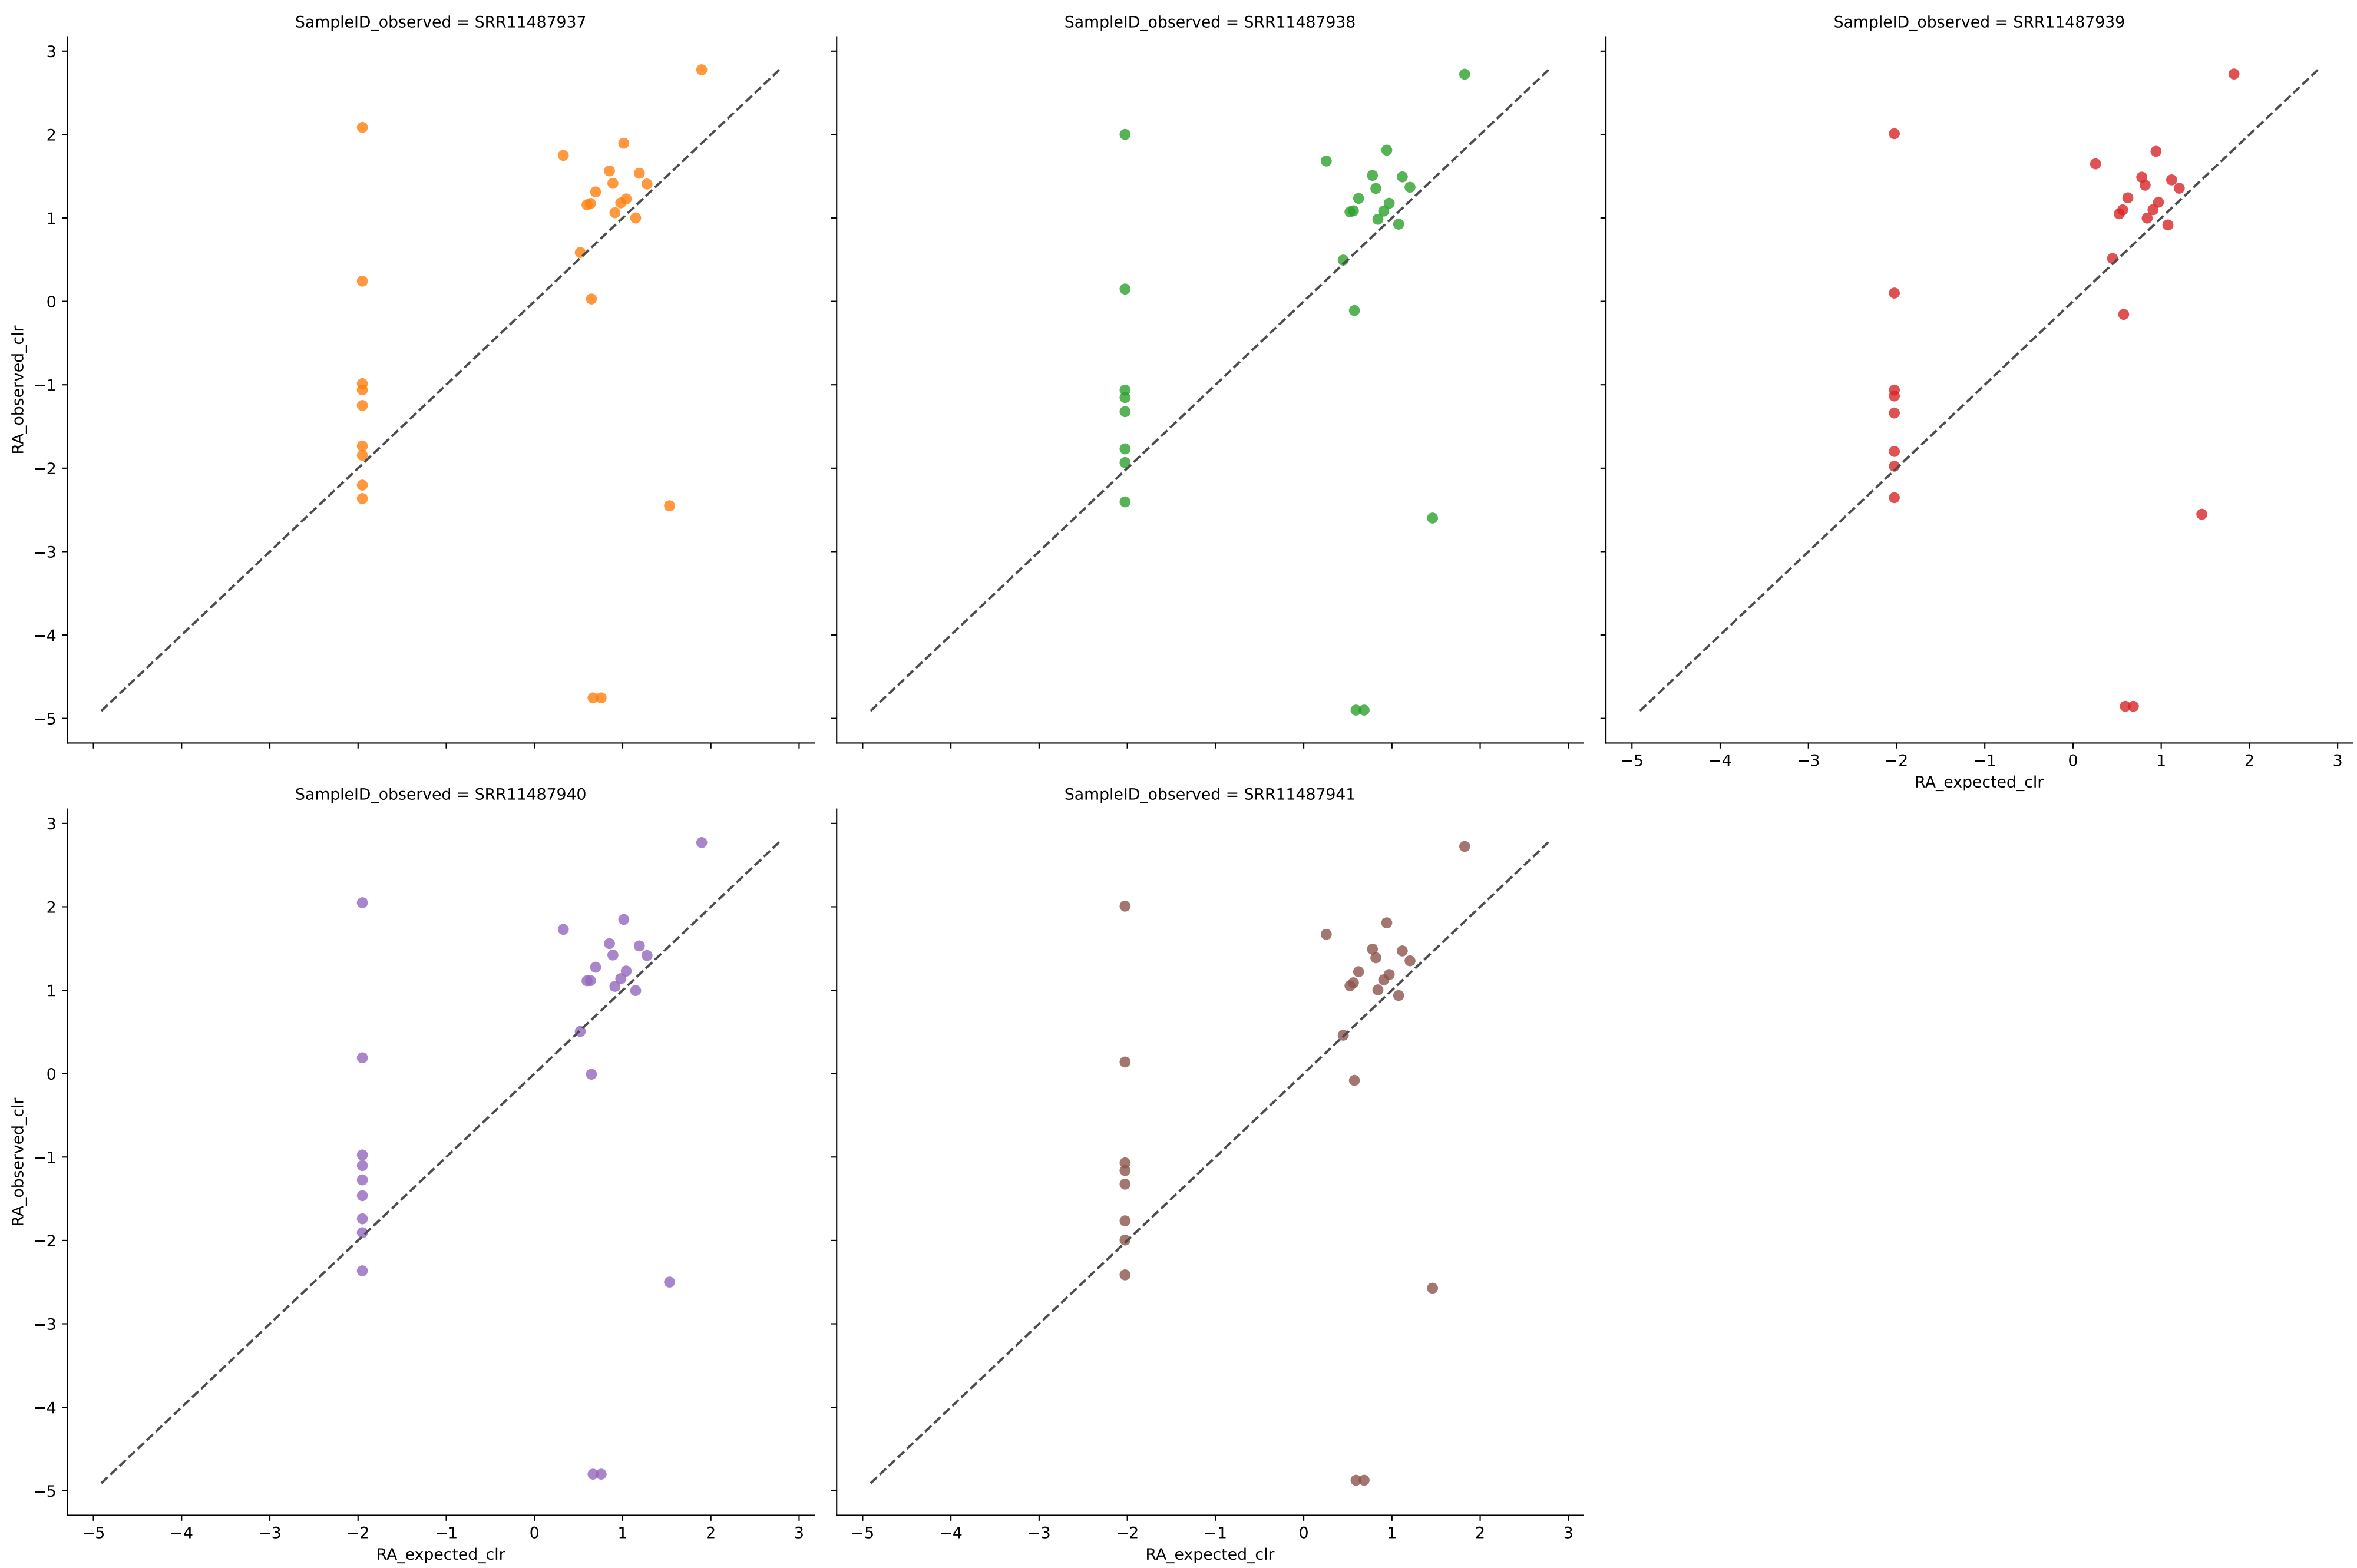 SampleID_observed = SRR11487937
SampleID_observed = SRR11487938
SampleID_observed = SRR11487939
3
2
1
0
−1
−2
−3
−4
−5
RA_observed_clr
−5 −4 −3 −2 −1 0 1 2 3
RA_expected_clr
SampleID_observed = SRR11487940
SampleID_observed = SRR11487941
3
2
1
0
−1
−2
−3
−4
−5
RA_observed_clr
−5 −4 −3 −2 −1 0 1 2 3
−5 −4 −3 −2 −1 0 1 2 3
RA_expected_clr
RA_expected_clr